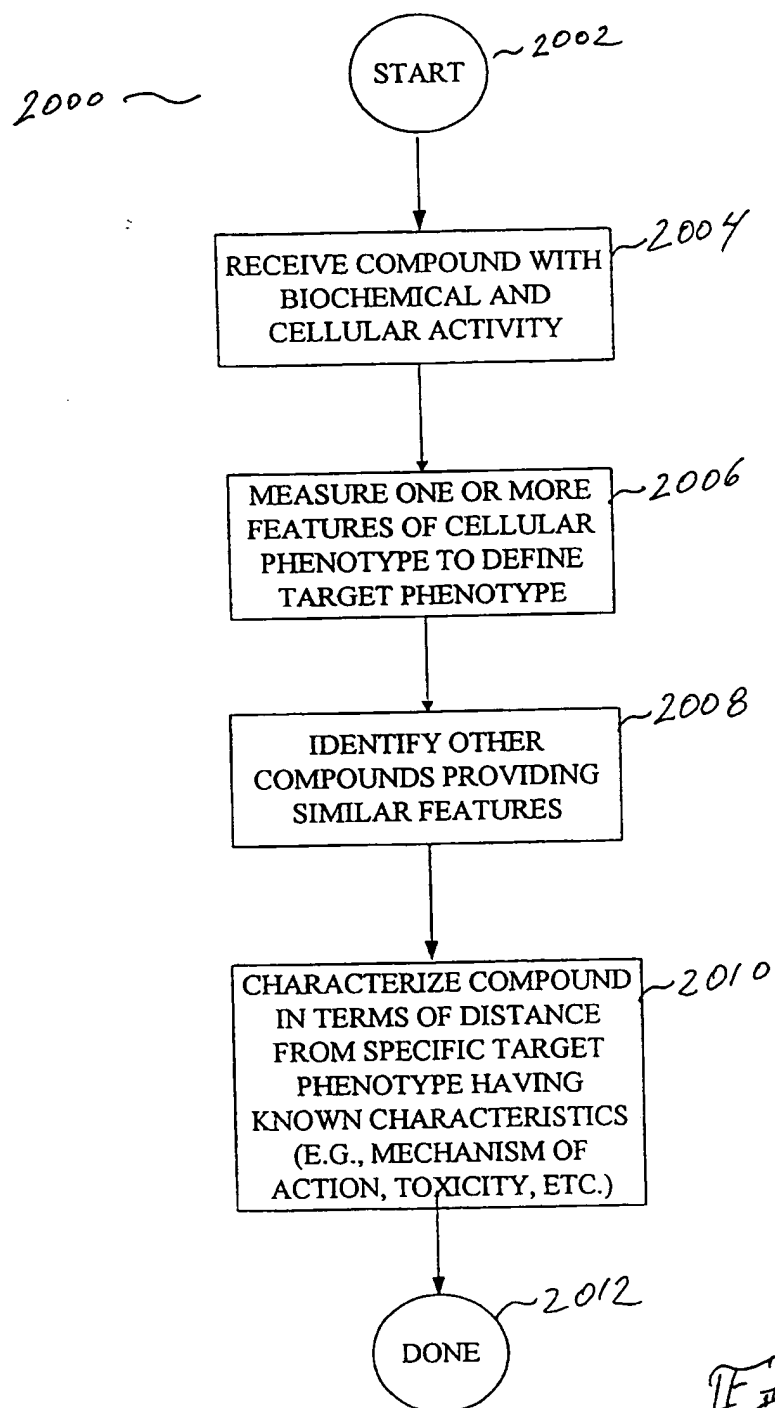 START
2002
2000
RECEIVE COMPOUND WITH
BIOCHEMICAL AND
CELLULAR ACTIVITY
2004
MEASURE ONE OR MORE
FEATURES OF CELLULAR
PHENOTYPE TO DEFINE
TARGET PHENOTYPE
2006
IDENTIFY OTHER
COMPOUNDS PROVIDING
SIMILAR FEATURES
2008
CHARACTERIZE COMPOUND
IN TERMS OF DISTANCE
FROM SPECIFIC TARGET
PHENOTYPE HAVING
KNOWN CHARACTERISTICS
(E.G., MECHANISM OF
ACTION, TOXICITY, ETC.)
2010
DONE
2012